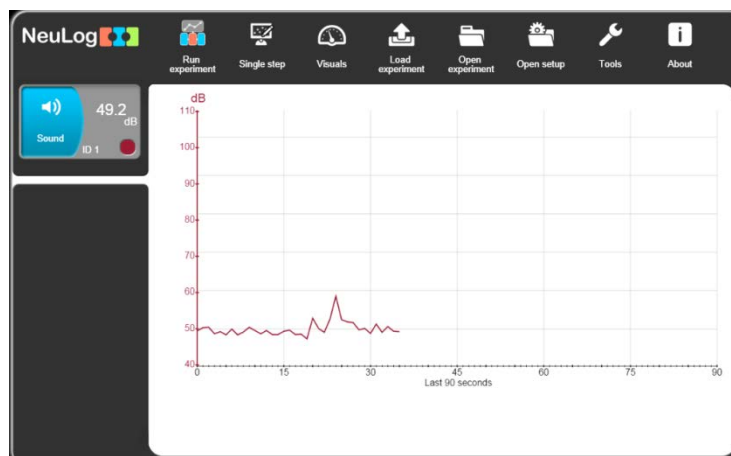 NeuLog
Run experiment
Single step
Visuals
Load experiment
Open experiment
Open setup
Tools
About
49.2
dB
Sound
ID 1
dB
110
100
90
80
70
60
50
40
0 15 30 45 60 75 90
Last 90 seconds